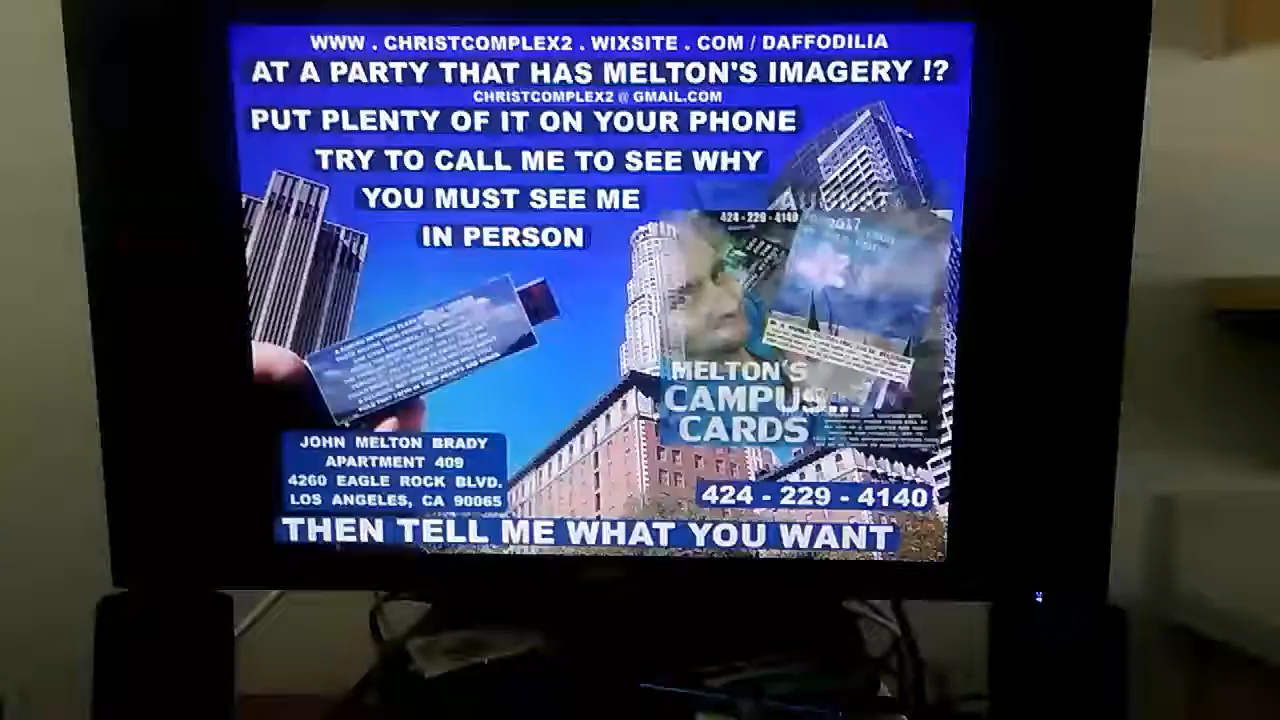 WWW . CHRISTCOMPLEX2 . WIXSITE . COM / DAFFODILIA
AT A PARTY THAT HAS MELTON'S IMAGERY !?
CHRISTCOMPLEX2 @ GMAIL.COM
PUT PLENTY OF IT ON YOUR PHONE
TRY TO CALL ME TO SEE WHY
YOU MUST SEE ME
IN PERSON
424 - 229 - 4140
2017
MELTON'S
CAMPUS...
CARDS
JOHN MELTON BRADY
APARTMENT 409
4260 EAGLE ROCK BLVD.
LOS ANGELES, CA 90065
424 - 229 - 4140
THEN TELL ME WHAT YOU WANT